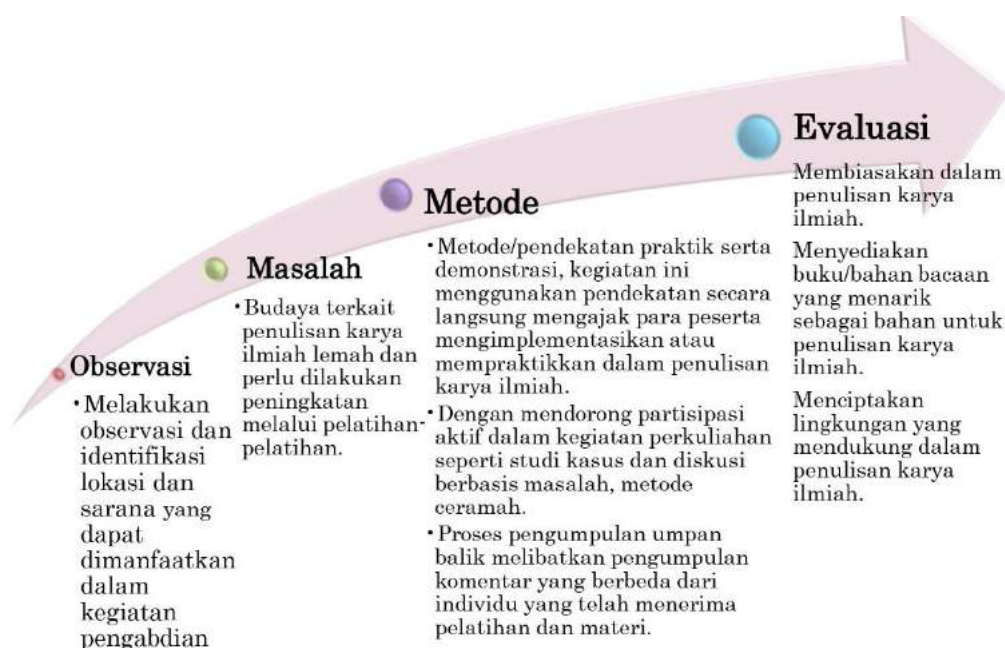 Observasi
•Melakukan
observasi dan
identifikasi
lokasi dan
sarana yang
dapat
dimanfaatkan
dalam
kegiatan
pengabdian
Masalah
•Budaya terkait
penulisan karya
ilmiah lemah dan
perlu dilakukan
peningkatan
melalui pelatihan-
pelatihan.
Metode
•Metode/pendekatan praktik serta
demonstrasi, kegiatan ini
menggunakan pendekatan secara
langsung mengajak para peserta
mengimplementasikan atau
mempraktikkan dalam penulisan
karya ilmiah.
•Dengan mendorong partisipasi
aktif dalam kegiatan perkuliahan
seperti studi kasus dan diskusi
berbasis masalah, metode
ceramah.
•Proses pengumpulan umpan
balik melibatkan pengumpulan
komentar yang berbeda dari
individu yang telah menerima
pelatihan dan materi.
Evaluasi
Membiasakan dalam
penulisan karya
ilmiah.
Menyediakan
buku/bahan bacaan
yang menarik
sebagai bahan untuk
penulisan karya
ilmiah.
Menciptakan
lingkungan yang
mendukung dalam
penulisan karya
ilmiah.